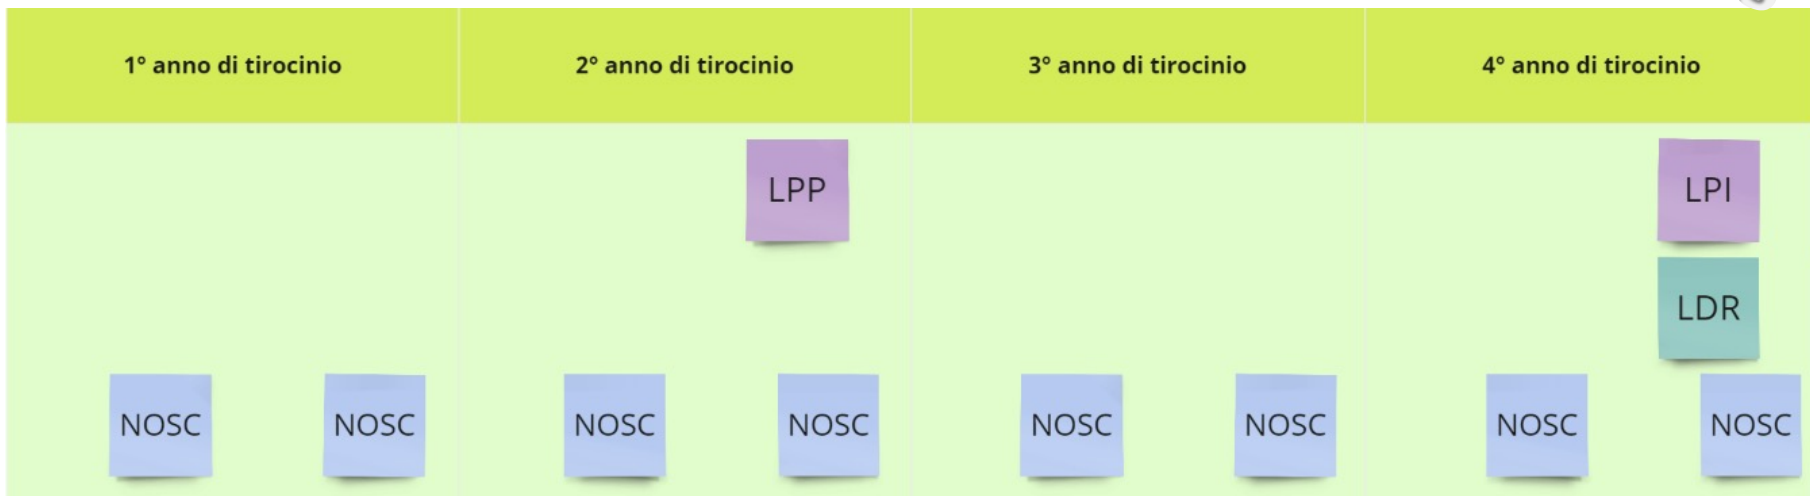 1° anno di tirocinio
2° anno di tirocinio
3° anno di tirocinio
4° anno di tirocinio
LPP
LPI
LDR
NOSC
NOSC
NOSC
NOSC
NOSC
NOSC
NOSC
NOSC